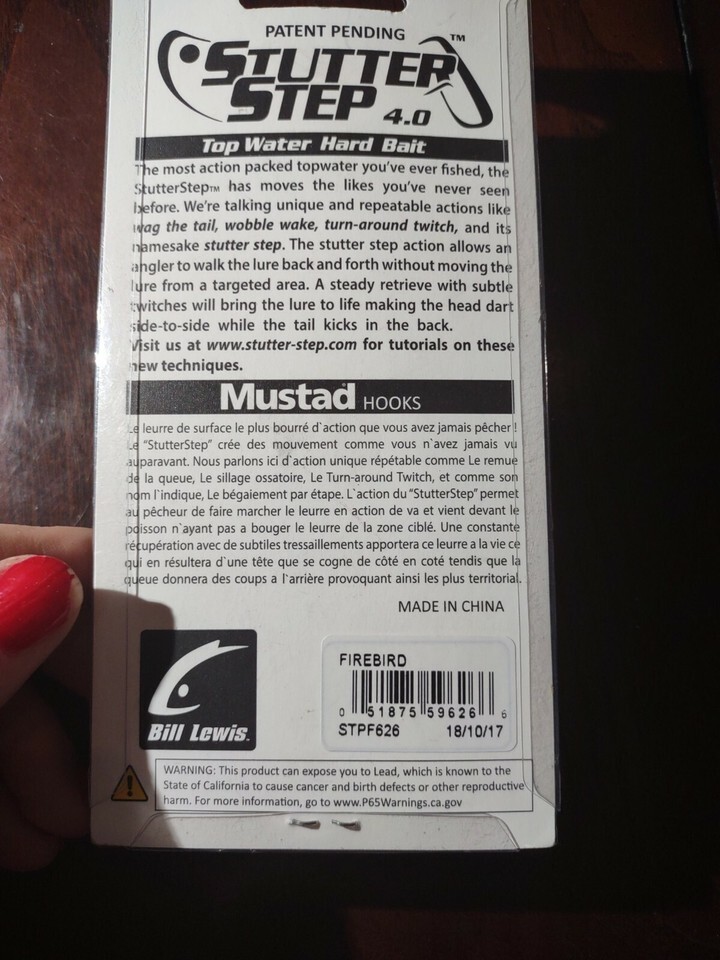 PATENT PENDING
STUTTER™
STEP 4.0
Top Water Hard Bait
The most action packed topwater you've ever fished, the
StutterStep™ has moves the likes you've never seen
before. We're talking unique and repeatable actions like
wag the tail, wobble wake, turn-around twitch, and its
namesake stutter step. The stutter step action allows an
angler to walk the lure back and forth without moving the
lure from a targeted area. A steady retrieve with subtle
twitches will bring the lure to life making the head dart
side-to-side while the tail kicks in the back.
Visit us at www.stutter-step.com for tutorials on these
new techniques.
Mustad HOOKS
Le leurre de surface le plus bourré d`action que vous avez jamais pêcher !
Le "StutterStep" crée des mouvement comme vous n`avez jamais vu
auparavant. Nous parlons ici d`action unique répétable comme Le remue
de la queue, Le sillage ossatoire, Le Turn-around Twitch, et comme son
nom l`indique, Le bégaiement par étape. L`action du "StutterStep" permet
au pêcheur de faire marcher le leurre en action de va et vient devant le
poisson n`ayant pas a bouger le leurre de la zone ciblé. Une constante
récupération avec de subtiles tressaillements apportera ce leurre a la vie ce
qui en résultera d`une tête que se cogne de côté en coté tendis que la
queue donnera des coups a l`arrière provoquant ainsi les plus territorial.
MADE IN CHINA
Bill Lewis.
FIREBIRD
0 51875 59626 6
STPF626 18/10/17
WARNING: This product can expose you to Lead, which is known to the
State of California to cause cancer and birth defects or other reproductive
harm. For more information, go to www.P65Warnings.ca.gov